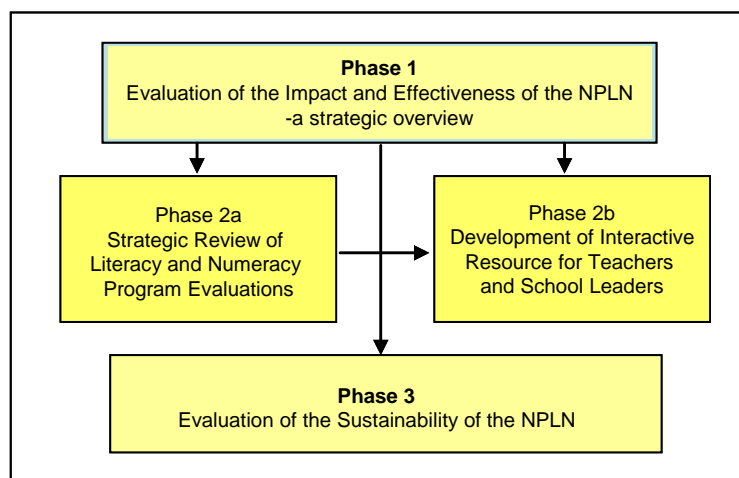 Phase 1
Evaluation of the Impact and Effectiveness of the NPLN
-a strategic overview
Phase 2a
Strategic Review of
Literacy and Numeracy
Program Evaluations
Phase 2b
Development of Interactive
Resource for Teachers
and School Leaders
Phase 3
Evaluation of the Sustainability of the NPLN